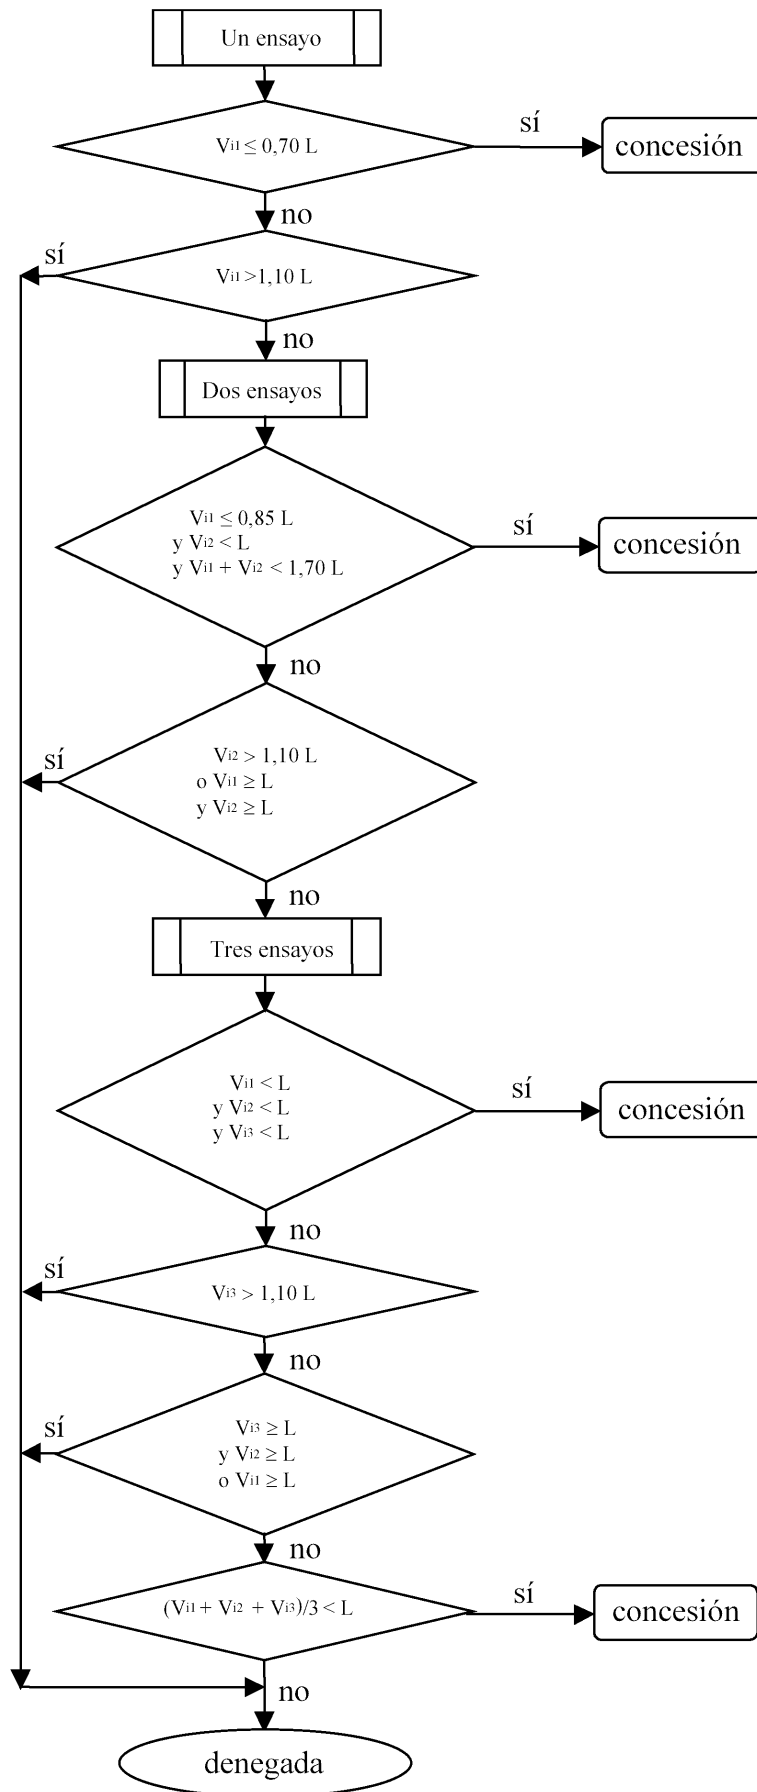 Un ensayo
Vi1 ≤ 0,70 L
sí
concesión
no
sí
Vi1 >1,10 L
no
Dos ensayos
Vi1 ≤ 0,85 L
y Vi2 < L
y Vi1 + Vi2 < 1,70 L
sí
concesión
no
sí
Vi2 > 1,10 L
o Vi1 ≥ L
y Vi2 ≥ L
no
Tres ensayos
Vi1 < L
y Vi2 < L
y Vi3 < L
sí
concesión
no
sí
Vi3 > 1,10 L
no
sí
Vi3 ≥ L
y Vi2 ≥ L
o Vi1 ≥ L
no
(Vi1 + Vi2 + Vi3)/3 < L
sí
concesión
no
denegada